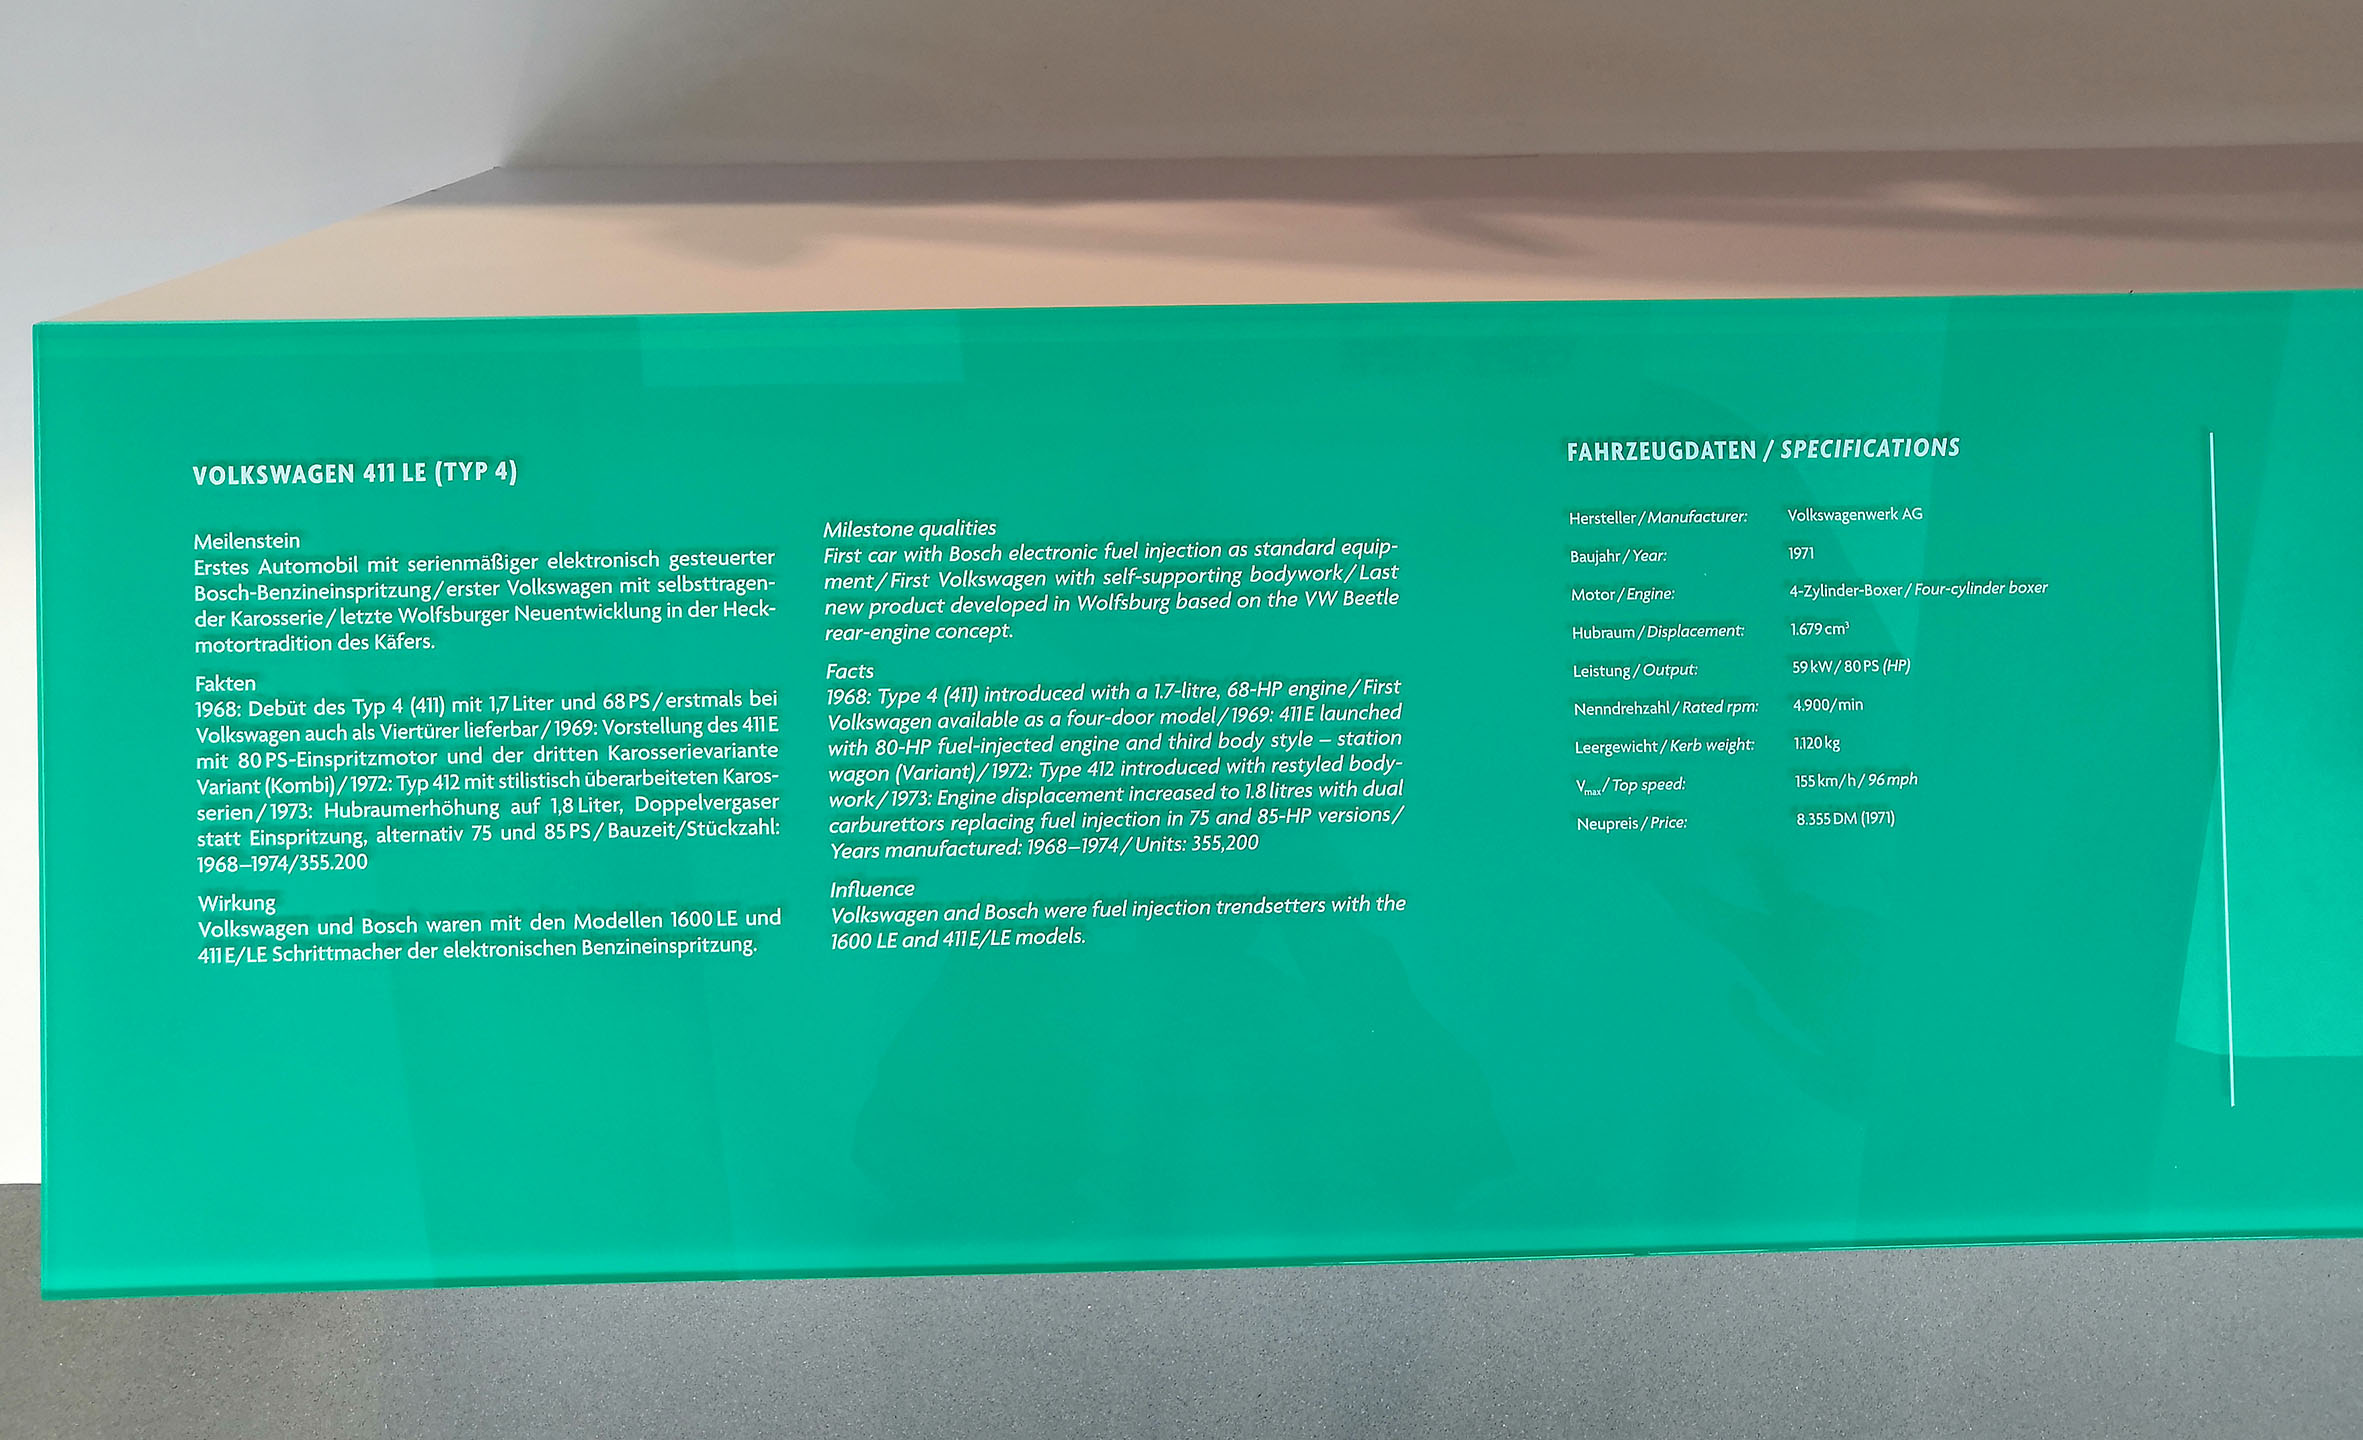 VOLKSWAGEN 411 LE (TYP 4)
Meilenstein
Erstes Automobil mit serienmäßiger elektronisch gesteuerter
Bosch-Benzineinspritzung / erster Volkswagen mit selbsttragen-
der Karosserie / letzte Wolfsburger Neuentwicklung in der Heck-
motortradition des Käfers.
Fakten
1968: Debüt des Typ 4 (411) mit 1,7 Liter und 68 PS / erstmals bei
Volkswagen auch als Viertürer lieferbar / 1969: Vorstellung des 411 E
mit 80 PS-Einspritzmotor und der dritten Karosserievariante
Variant (Kombi) / 1972: Typ 412 mit stilistisch überarbeiteten Karos-
serien / 1973: Hubraumerhöhung auf 1,8 Liter, Doppelvergaser
statt Einspritzung, alternativ 75 und 85 PS / Bauzeit/Stückzahl:
1968–1974/355.200
Wirkung
Volkswagen und Bosch waren mit den Modellen 1600 LE und
411 E/LE Schrittmacher der elektronischen Benzineinspritzung.
Milestone qualities
First car with Bosch electronic fuel injection as standard equip-
ment / First Volkswagen with self-supporting bodywork / Last
new product developed in Wolfsburg based on the VW Beetle
rear-engine concept.
Facts
1968: Type 4 (411) introduced with a 1.7-litre, 68-HP engine / First
Volkswagen available as a four-door model / 1969: 411 E launched
with 80-HP fuel-injected engine and third body style – station
wagon (Variant) / 1972: Type 412 introduced with restyled body-
work / 1973: Engine displacement increased to 1.8 litres with dual
carburettors replacing fuel injection in 75 and 85-HP versions /
Years manufactured: 1968–1974 / Units: 355,200
Influence
Volkswagen and Bosch were fuel injection trendsetters with the
1600 LE and 411 E/LE models.
FAHRZEUGDATEN / SPECIFICATIONS
Hersteller / Manufacturer: Volkswagenwerk AG
Baujahr / Year: 1971
Motor / Engine: 4-Zylinder-Boxer / Four-cylinder boxer
Hubraum / Displacement: 1.679 cm³
Leistung / Output: 59 kW / 80 PS (HP)
Nenndrehzahl / Rated rpm: 4.900/min
Leergewicht / Kerb weight: 1.120 kg
Vmax / Top speed: 155 km/h / 96 mph
Neupreis / Price: 8.355 DM (1971)